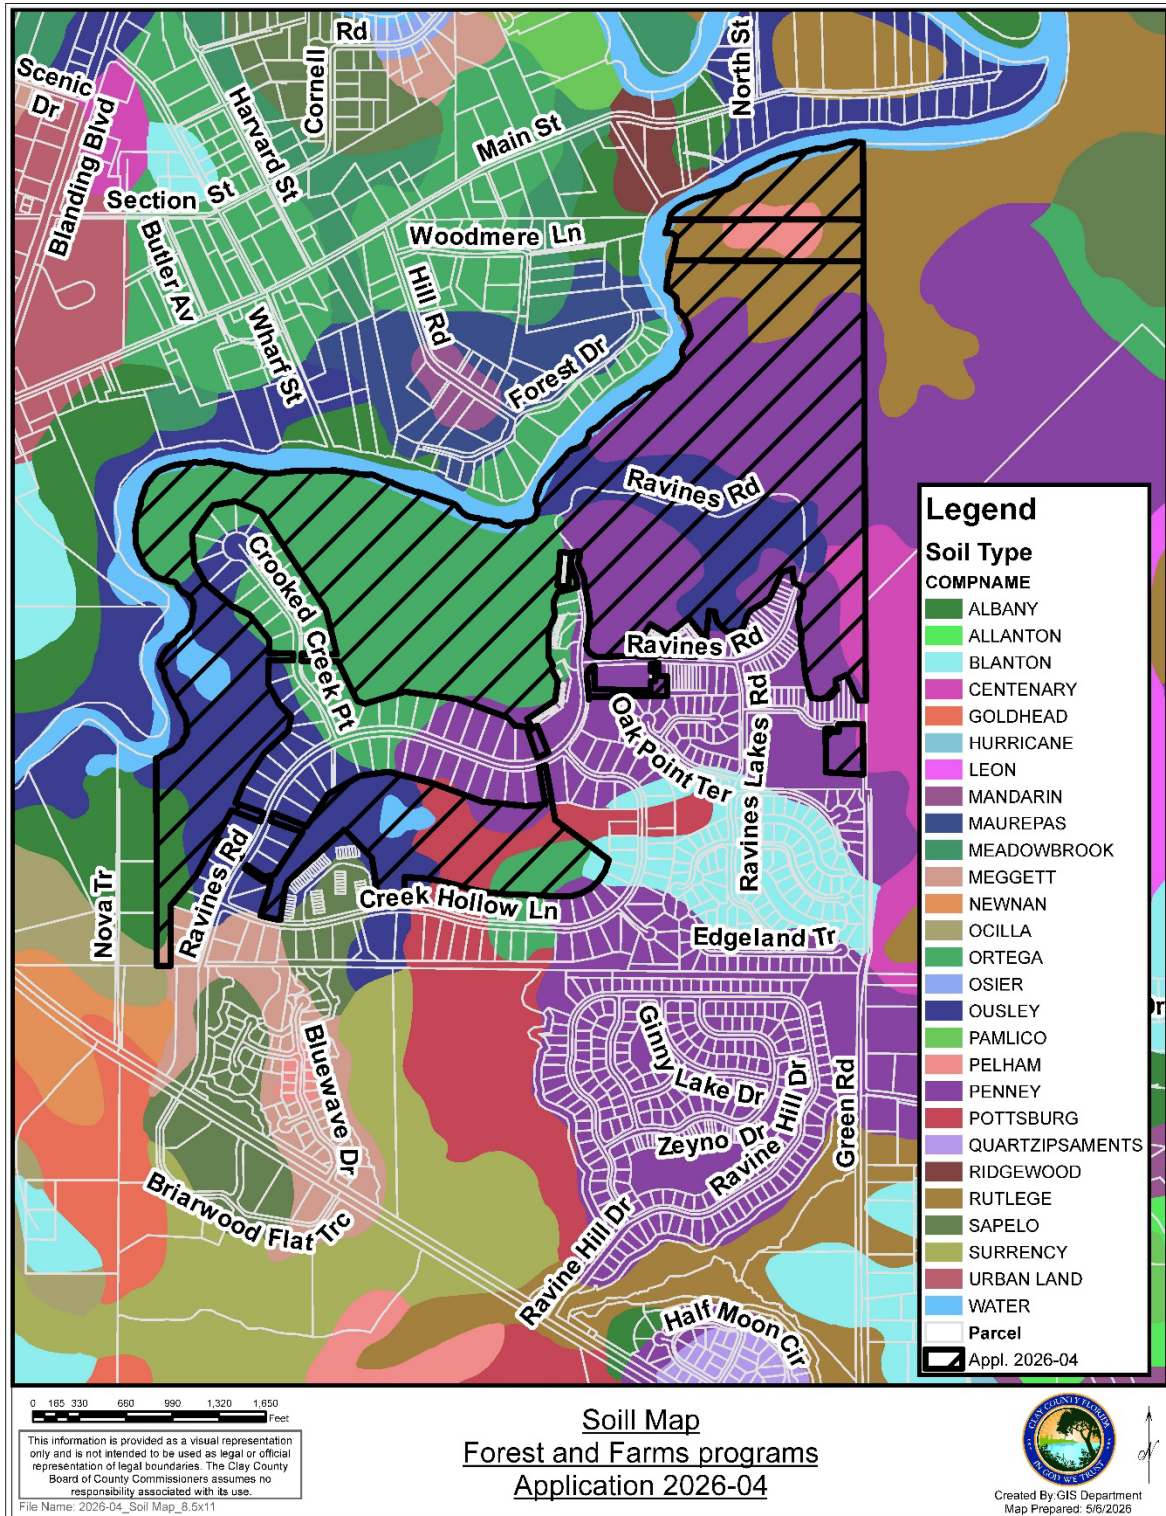 Rd
Scenic
Dr
Cornell
North St
Blanding Blvd
Harvard St
Main St
Section St
Butler Av
Woodmere Ln
Hill Rd
Wharf St
Forest Dr
Ravines Rd
Crooked Creek Pt
Ravines Rd
Oak Point Ter
Ravines Lakes Rd
Nova Tr
Ravines Rd
Creek Hollow Ln
Edgeland Tr
Bluewave Dr
Ginny Lake Dr
Zeyno Dr
Ravine Hill Dr
Green Rd
Briarwood Flat Trc
Ravine Hill Dr
Half Moon Cir
Dr
Legend
Soil Type
COMPNAME
ALBANY
ALLANTON
BLANTON
CENTENARY
GOLDHEAD
HURRICANE
LEON
MANDARIN
MAUREPAS
MEADOWBROOK
MEGGETT
NEWNAN
OCILLA
ORTEGA
OSIER
OUSLEY
PAMLICO
PELHAM
PENNEY
POTTSBURG
QUARTZIPSAMENTS
RIDGEWOOD
RUTLEGE
SAPELO
SURRENCY
URBAN LAND
WATER
Parcel
Appl. 2026-04
0 165 330 660 990 1,320 1,650
Feet
This information is provided as a visual representation
only and is not intended to be used as legal or official
representation of legal boundaries. The Clay County
Board of County Commissioners assumes no
responsibility associated with its use.
File Name: 2026-04_Soil Map_8.5x11
Soill Map
Forest and Farms programs
Application 2026-04
CLAY COUNTY FLORIDA
IN GOD WE TRUST
N
Created By:GIS Department
Map Prepared: 5/6/2026